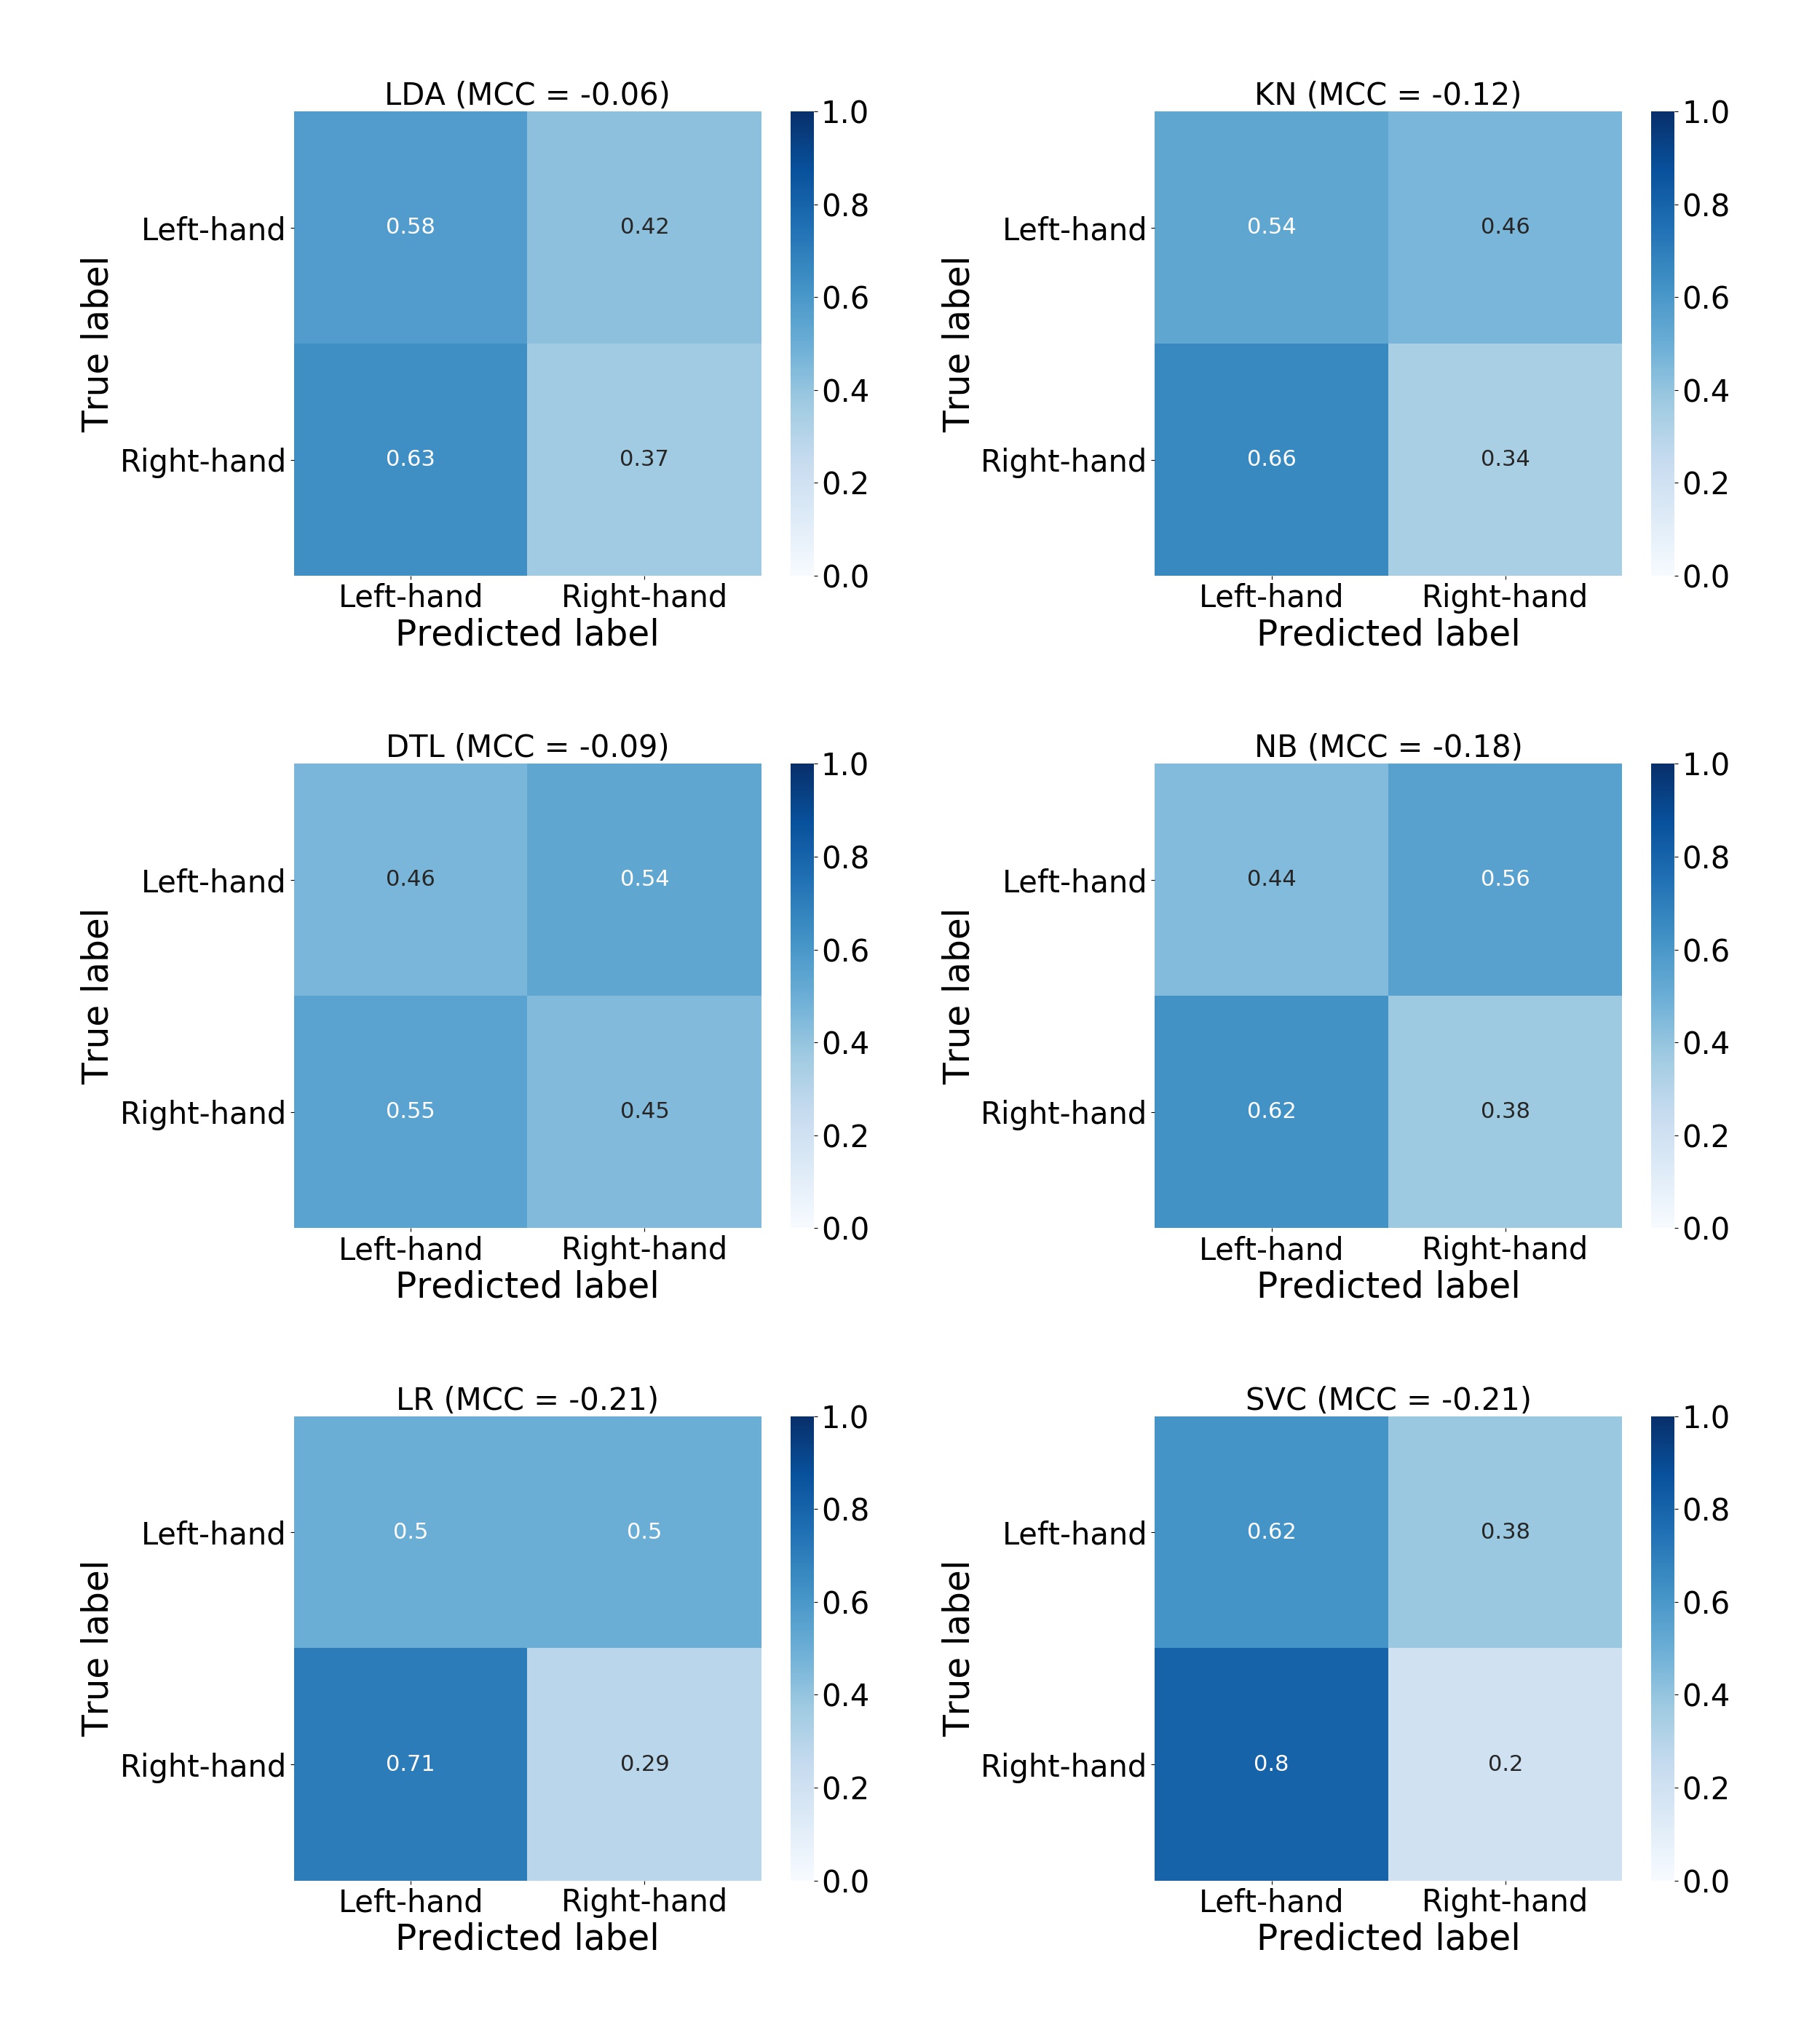 LDA (MCC = -0.06)
1.0
0.8
0.6
0.4
0.2
0.0
True label
Left-hand
0.58 0.42
Right-hand
0.63 0.37
Left-hand Right-hand
Predicted label
KN (MCC = -0.12)
1.0
0.8
0.6
0.4
0.2
0.0
True label
Left-hand
0.54 0.46
Right-hand
0.66 0.34
Left-hand Right-hand
Predicted label
DTL (MCC = -0.09)
1.0
0.8
0.6
0.4
0.2
0.0
True label
Left-hand
0.46 0.54
Right-hand
0.55 0.45
Left-hand Right-hand
Predicted label
NB (MCC = -0.18)
1.0
0.8
0.6
0.4
0.2
0.0
True label
Left-hand
0.44 0.56
Right-hand
0.62 0.38
Left-hand Right-hand
Predicted label
LR (MCC = -0.21)
1.0
0.8
0.6
0.4
0.2
0.0
True label
Left-hand
0.5 0.5
Right-hand
0.71 0.29
Left-hand Right-hand
Predicted label
SVC (MCC = -0.21)
1.0
0.8
0.6
0.4
0.2
0.0
True label
Left-hand
0.62 0.38
Right-hand
0.8 0.2
Left-hand Right-hand
Predicted label